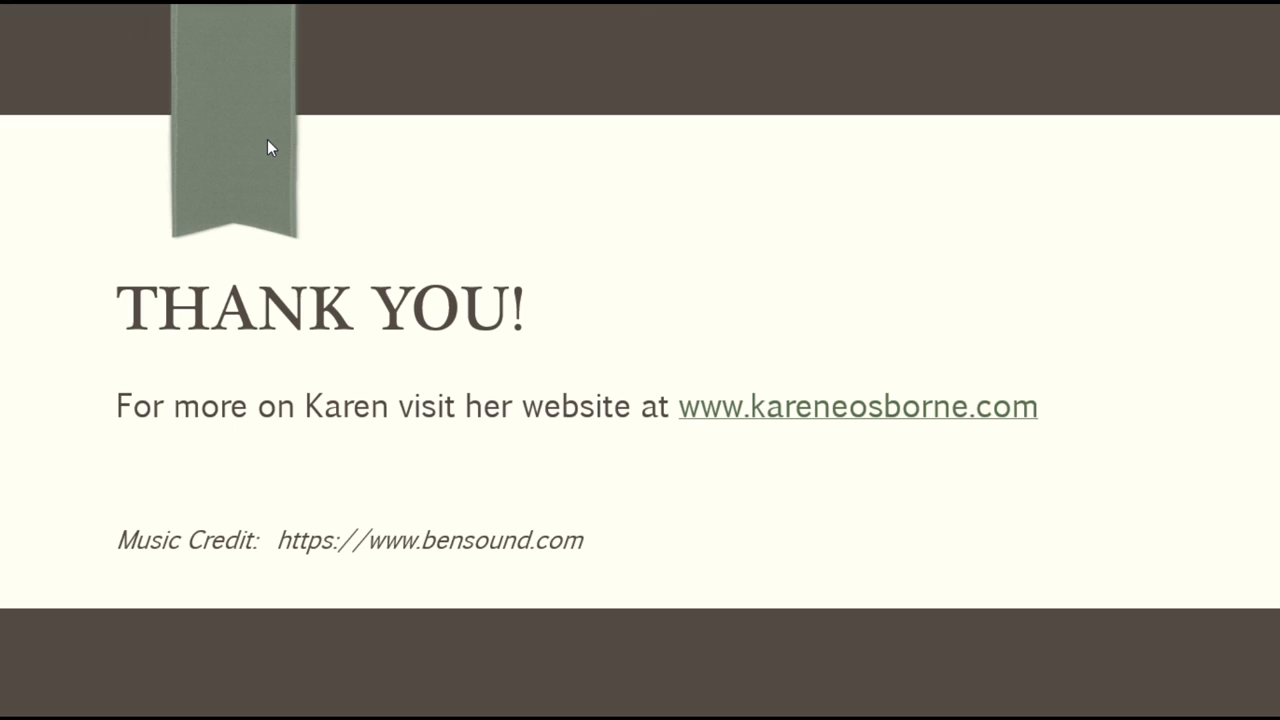 THANK YOU!
For more on Karen visit her website at www.kareneosborne.com
Music Credit: https://www.bensound.com